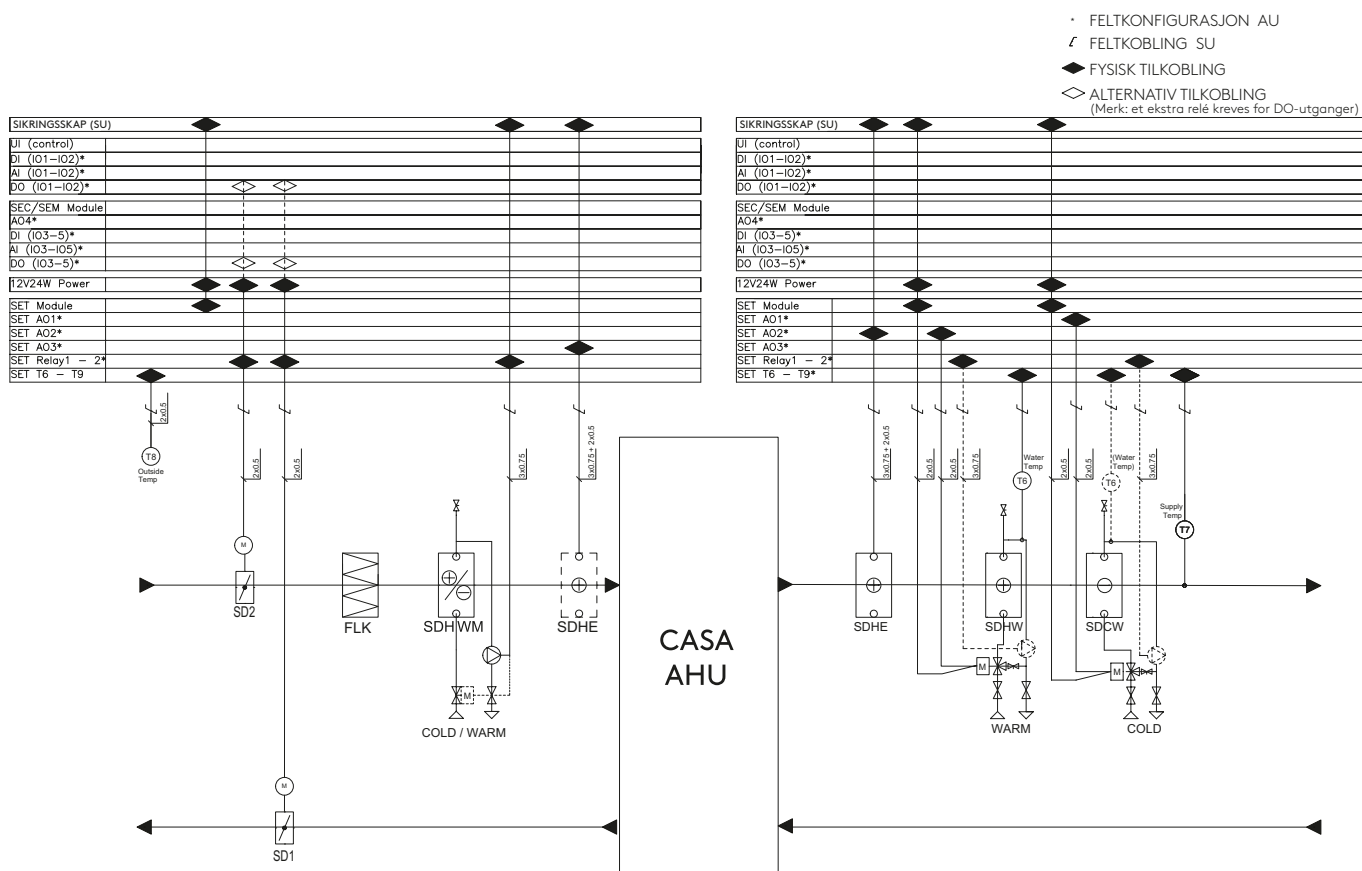 FELTKONFIGURASJON AU
FELTKOBLING SU
FYSISK TILKOBLING
ALTERNATIV TILKOBLING
(Merk: et ekstra relé kreves for DO-utganger)
SIKRINGSSKAP (SU)
UI (control)
DI (I01-I02)*
AI (I01-I02)*
DO (I01-I02)*
SEC/SEM Module
AO4*
DI (I03-5)*
AI (I03-I05)*
DO (I03-5)*
12V24W Power
SET Module
SET AO1*
SET AO2*
SET AO3*
SET Relay1 - 2*
SET T6 - T9
SIKRINGSSKAP (SU)
UI (control)
DI (I01-I02)*
AI (I01-I02)*
DO (I01-I02)*
SEC/SEM Module
AO4*
DI (I03-5)*
AI (I03-I05)*
DO (I03-5)*
12V24W Power
SET Module
SET AO1*
SET AO2*
SET AO3*
SET Relay1 - 2*
SET T6 - T9*
2x0.5
T8
Outside
Temp
2x0.5
2x0.5
3x0.75
3x0.75 + 2x0.5
M
SD2
FLK
SDHWM
SDHE
M
COLD / WARM
M
SD1
CASA
AHU
3x0.75 + 2x0.5
2x0.5
2x0.5
3x0.75
Water
Temp
T6
2x0.5
2x0.5
(Water
Temp)
T6
3x0.75
Supply
Temp
T7
SDHE
SDHW
SDCW
M
M
WARM
COLD